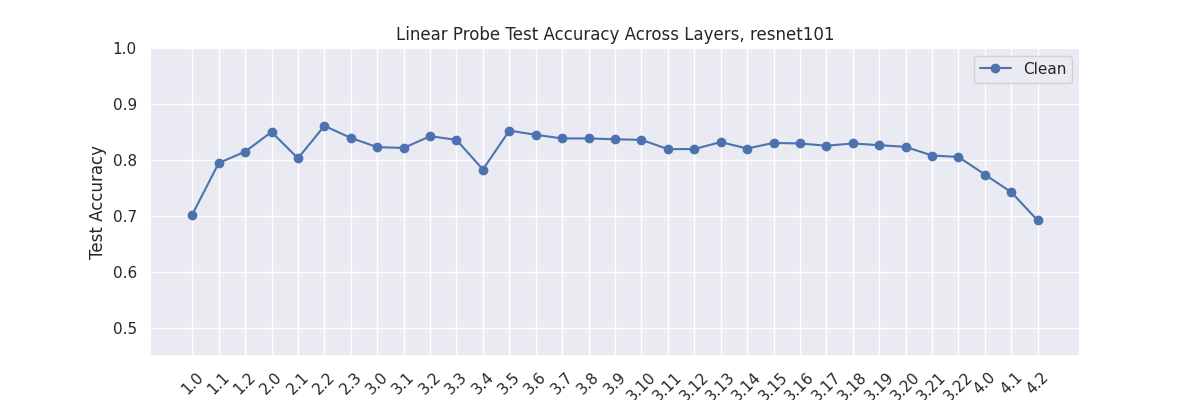 Linear Probe Test Accuracy Across Layers, resnet101
1.0
0.9
0.8
0.7
0.6
0.5
Test Accuracy
Clean
1.0 1.1 1.2 2.0 2.1 2.2 2.3 3.0 3.1 3.2 3.3 3.4 3.5 3.6 3.7 3.8 3.9 3.10 3.11 3.12 3.13 3.14 3.15 3.16 3.17 3.18 3.19 3.20 3.21 3.22 4.0 4.1 4.2